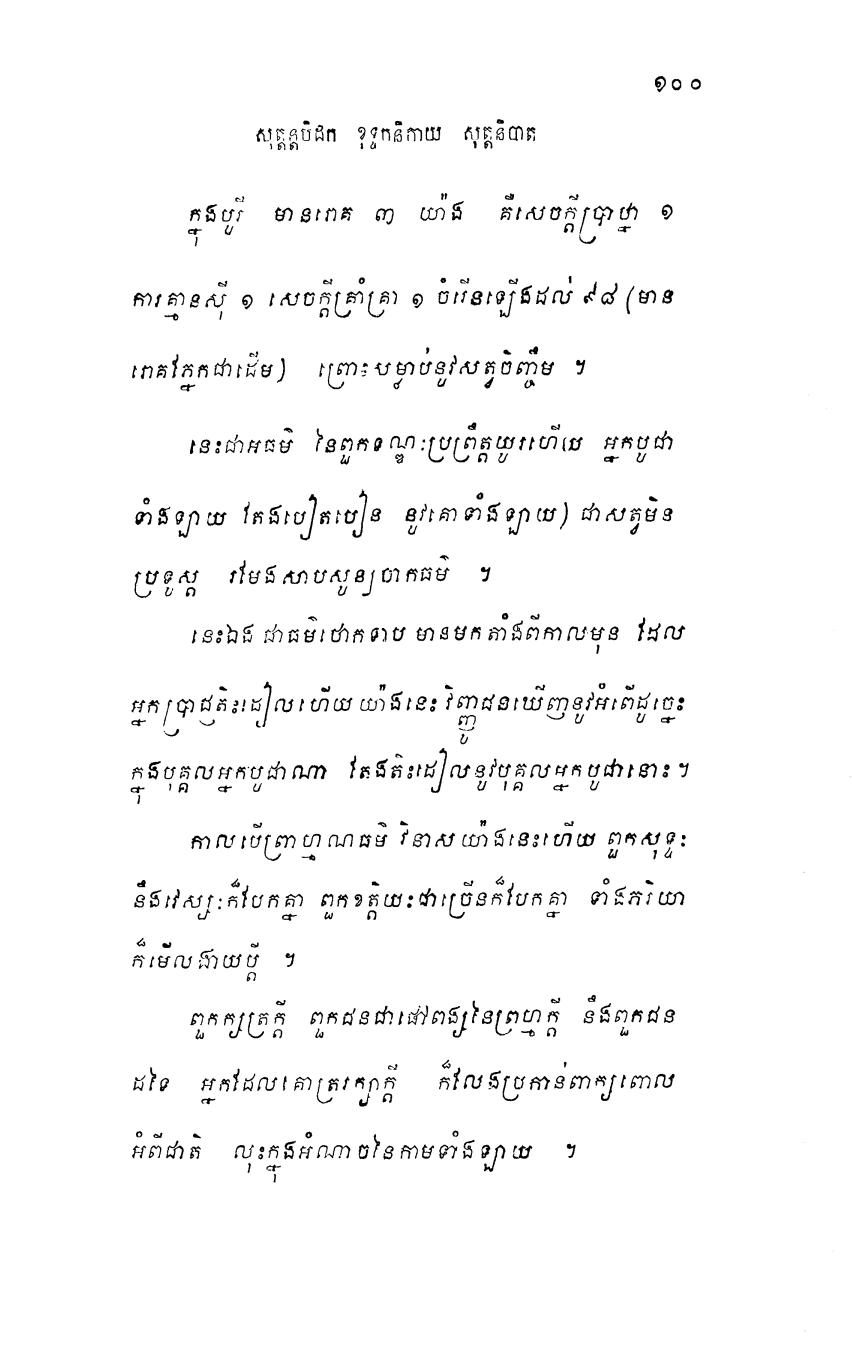 ១០០
សុត្តន្តបិដក ខុទ្ទកនិកាយ សុត្តនិបាត
ក្នុងបូរី មានរោគ ៣ យ៉ាង គឺសេចក្តីប្រាថ្នា ១
ការគ្មានស៊ី ១ សេចក្តីគ្រាំគ្រា ១ ចំរើនឡើងដល់ ៩៨ (មាន
រោគភ្នែកជាដើម) ព្រោះសម្លាប់នូវសត្វចិញ្ចឹម ។
នេះជាអធម៌ នៃពួកទណ្ឌៈប្រព្រឹត្តយូរហើយ អ្នកបូជា
ទាំងឡាយ តែងបៀតបៀន នូវគោទាំងឡាយ) ជាសត្វមិន
ប្រទូស្ត រមែងសាបសូន្យចាកធម៌ ។
នេះឯង ជាធម៌ថោកទាប មានមកតាំងពីកាលមុន ដែល
អ្នកប្រាជ្ញតិះដៀលហើយ យ៉ាងនេះ វិញ្ញូជនឃើញនូវអំពើដូច្នេះ
ក្នុងបុគ្គលអ្នកបូជាណា តែងតិះដៀលនូវបុគ្គលអ្នកបូជានោះ។
កាលបើព្រាហ្មណធម៌ វិនាសយ៉ាងនេះហើយ ពួកសុទ្ទៈ
នឹងវេស្សៈក៏បែកគ្នា ពួកខត្តិយៈជាច្រើនក៏បែកគ្នា ទាំងភរិយា
ក៏មើលងាយប្តី ។
ពួកក្សត្រក្តី ពួកជនជាផៅពង្សនៃព្រហ្មក្តី នឹងពួកជន
ដទៃ អ្នកដែលគោត្ររក្សាក្តី ក៏លែងប្រកាន់ពាក្យពោល
អំពីជាតិ លុះក្នុងអំណាចនៃកាមទាំងឡាយ ។